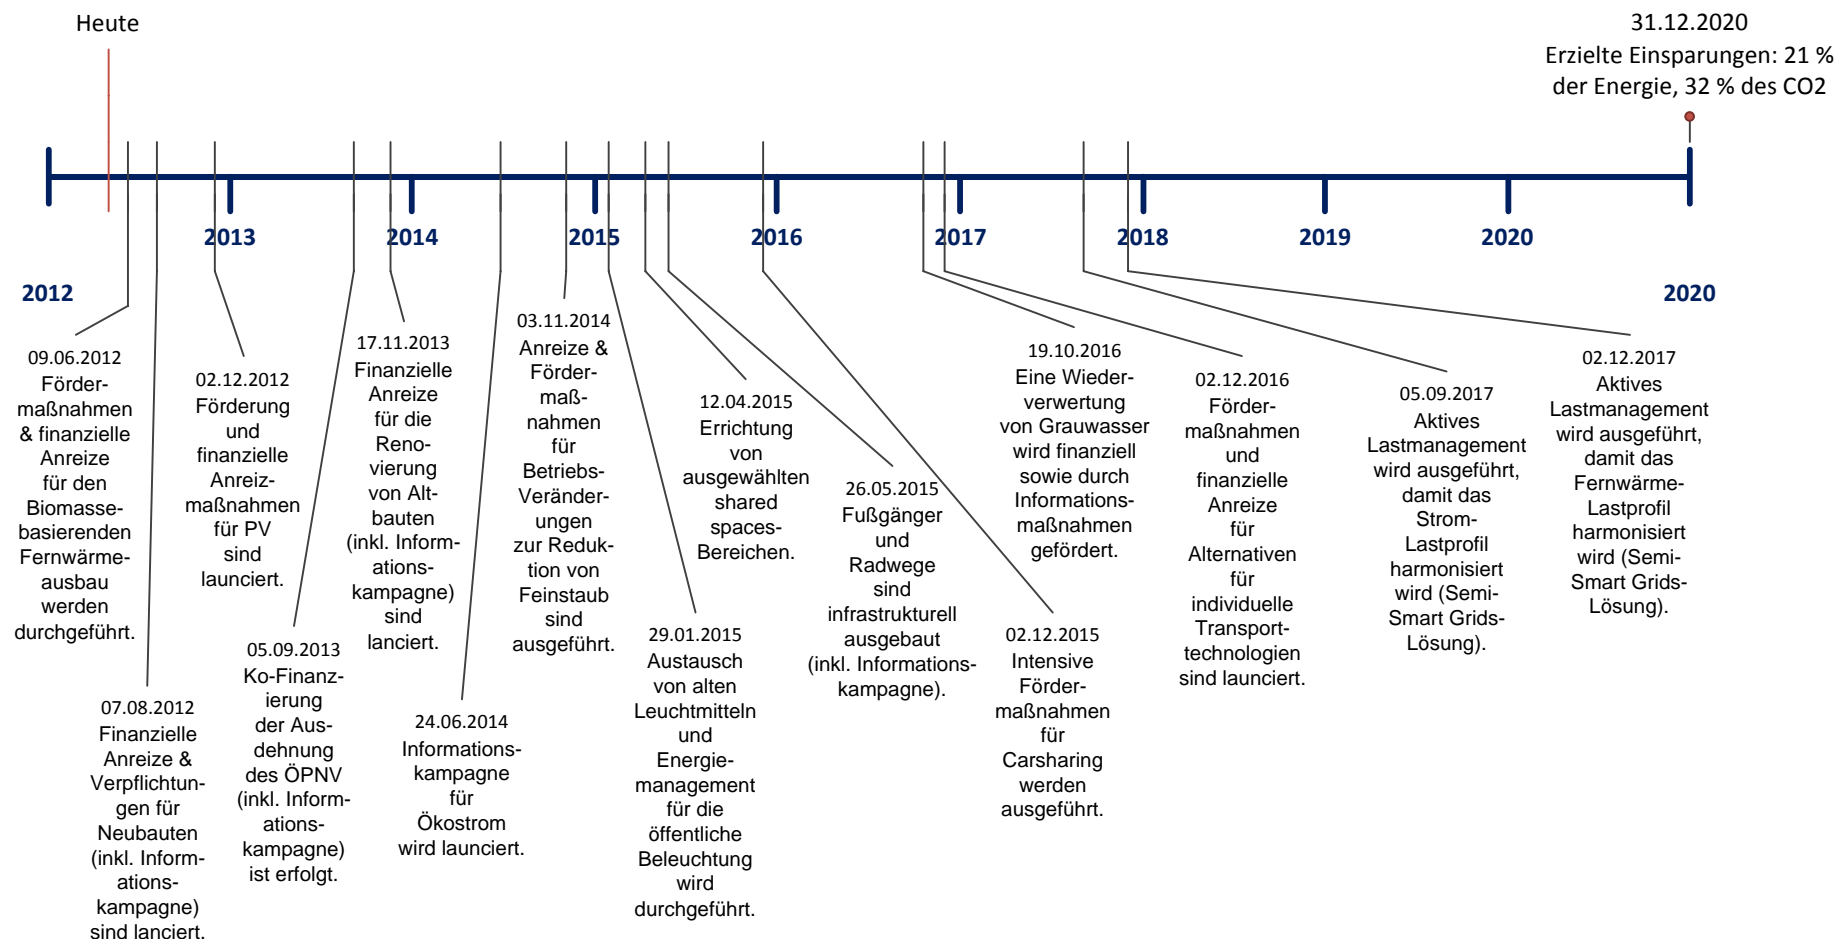 Heute
31.12.2020
Erzielte Einsparungen: 21 %
der Energie, 32 % des CO2
2013
2014
2015
2016
2017
2018
2019
2020
2012
2020
09.06.2012
Förder-
maßnahmen
& finanzielle
Anreize
für den
Biomasse-
basierenden
Fernwärme-
ausbau
werden
durchgeführt.
07.08.2012
Finanzielle
Anreize &
Verpflichtun-
gen für
Neubauten
(inkl. Inform-
ations-
kampagne)
sind lanciert.
02.12.2012
Förderung
und
finanzielle
Anreiz-
maßnahmen
für PV
sind
launciert.
05.09.2013
Ko-Finanz-
ierung
der Aus-
dehnung
des ÖPNV
(inkl. Inform-
ations-
kampagne)
ist erfolgt.
17.11.2013
Finanzielle
Anreize
für die
Reno-
vierung
von Alt-
bauten
(inkl. Inform-
ations-
kampagne)
sind
lanciert.
24.06.2014
Informations-
kampagne
für
Ökostrom
wird launciert.
03.11.2014
Anreize &
Förder-
maß-
nahmen
für
Betriebs-
Veränder-
ungen
zur Reduk-
tion von
Feinstaub
sind
ausgeführt.
29.01.2015
Austausch
von alten
Leuchtmitteln
und
Energie-
management
für die
öffentliche
Beleuchtung
wird
durchgeführt.
12.04.2015
Errichtung
von
ausgewählten
shared
spaces-
Bereichen.
26.05.2015
Fußgänger
und
Radwege
sind
infrastrukturell
ausgebaut
(inkl. Informations-
kampagne).
02.12.2015
Intensive
Förder-
maßnahmen
für
Carsharing
werden
ausgeführt.
19.10.2016
Eine Wieder-
verwertung
von Grauwasser
wird finanziell
sowie durch
Informations-
maßnahmen
gefördert.
02.12.2016
Förder-
maßnahmen
und
finanzielle
Anreize
für
Alternativen
für
individuelle
Transport-
technologien
sind launciert.
05.09.2017
Aktives
Lastmanagement
wird ausgeführt,
damit das
Strom-
Lastprofil
harmonisiert
wird (Semi-
Smart Grids-
Lösung).
02.12.2017
Aktives
Lastmanagement
wird ausgeführt,
damit das
Fernwärme-
Lastprofil
harmonisiert
wird (Semi-
Smart Grids-
Lösung).